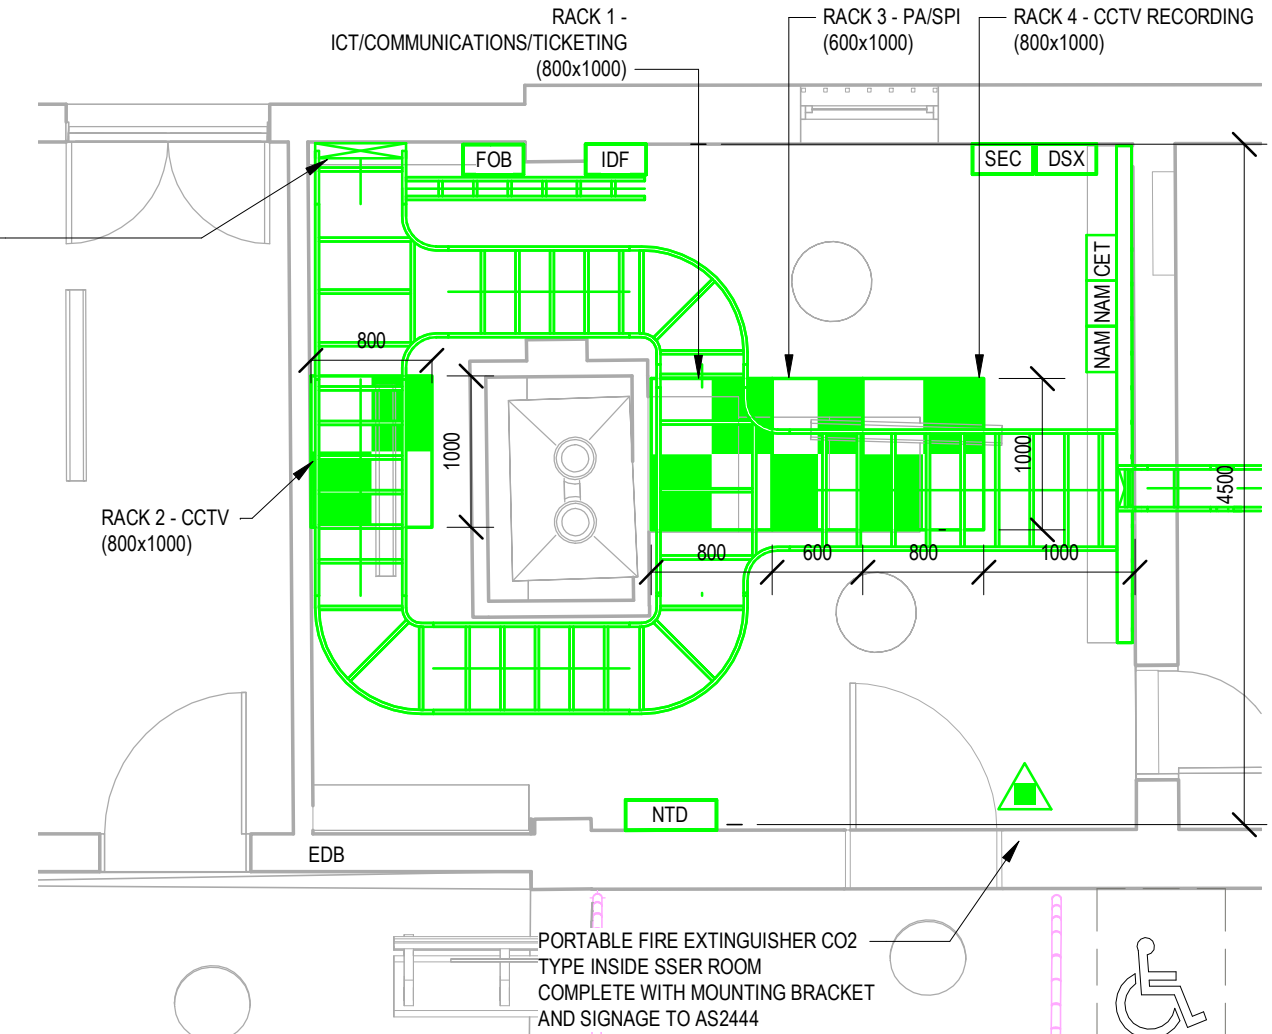 RACK 1 -
ICT/COMMUNICATIONS/TICKETING
(800x1000)
RACK 3 - PA/SPI
(600x1000)
RACK 4 - CCTV RECORDING
(800x1000)
FOB
IDF
SEC
DSX
CET
NAM
NAM
800
1000
1000
4500
RACK 2 - CCTV
(800x1000)
800
600
800
1000
NTD
EDB
PORTABLE FIRE EXTINGUISHER CO2
TYPE INSIDE SSER ROOM
COMPLETE WITH MOUNTING BRACKET
AND SIGNAGE TO AS2444